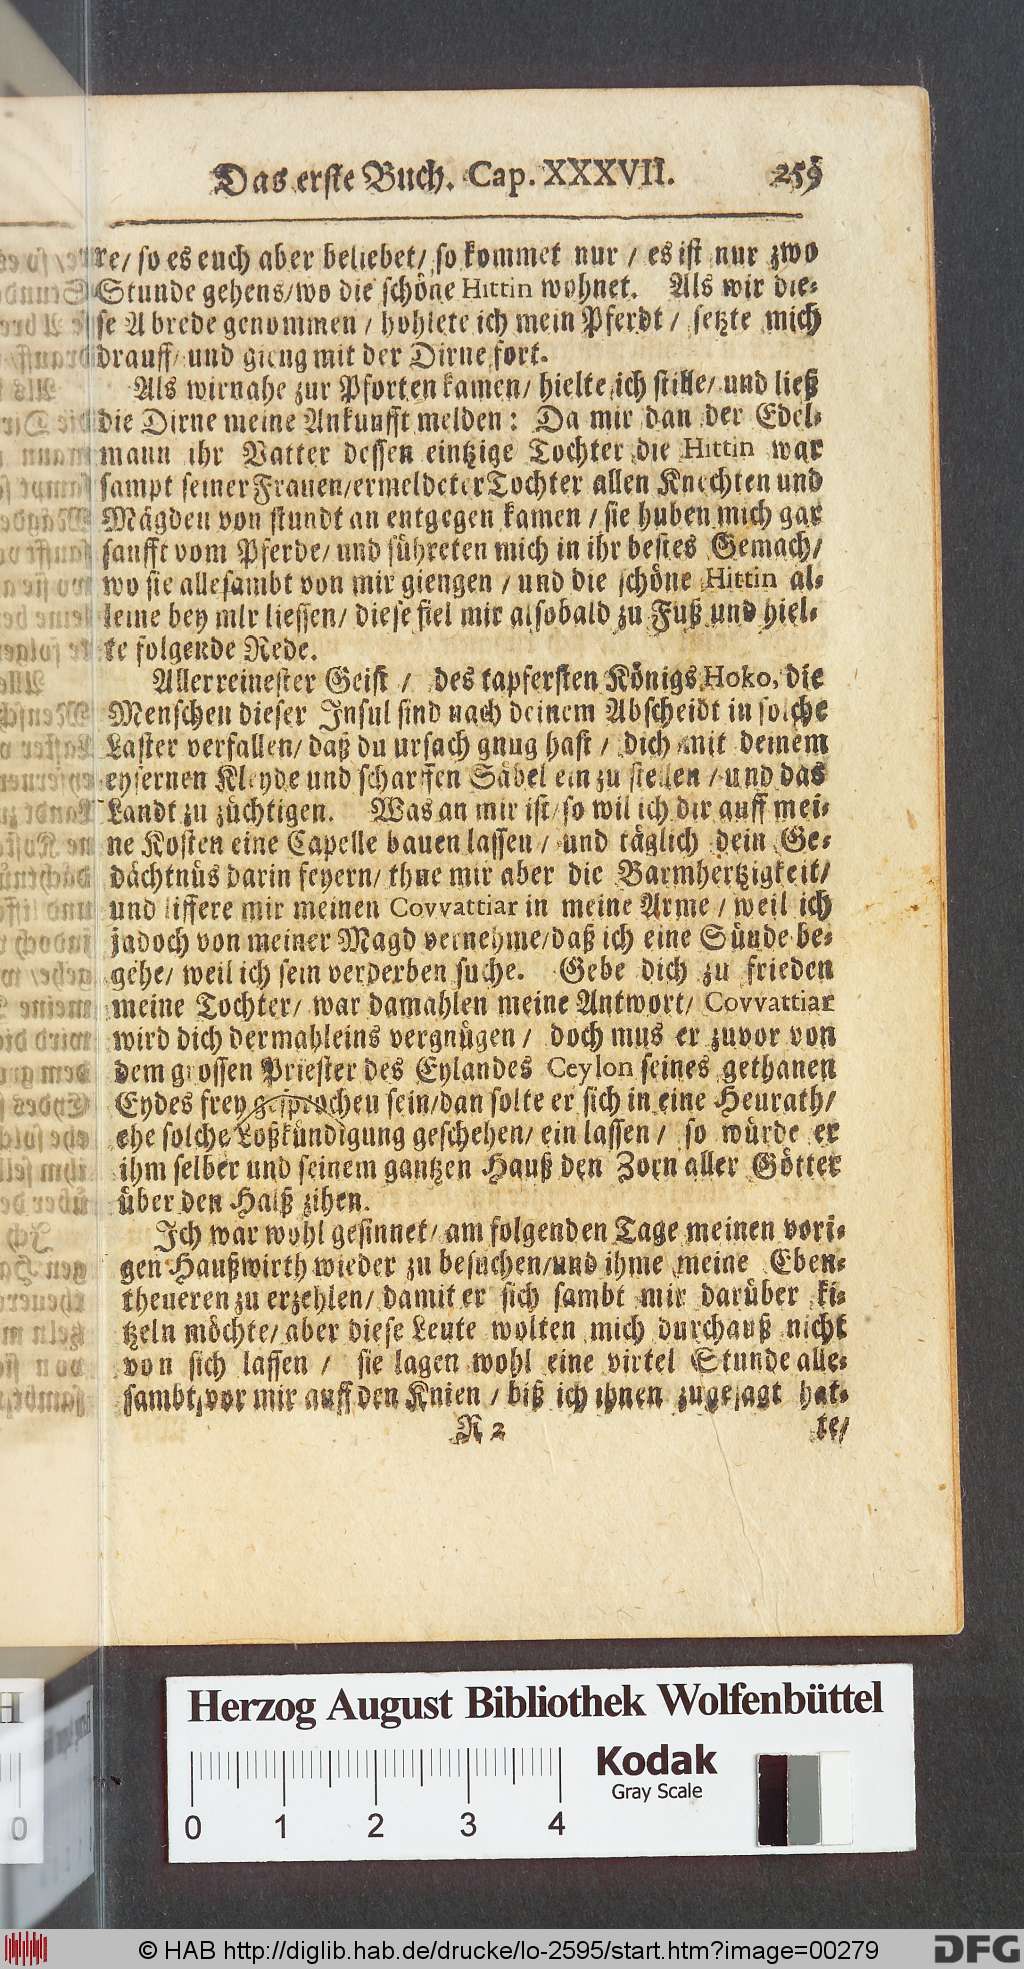 Das erste Buch. Cap. XXXVII. 259
re/ so es euch aber beliebet/ so kommet nur / es ist nur zwo
Stunde gehens/wo die schöne Hittin wohnet. Als wir die-
se Abrede genommen / hohlete ich mein Pferdt / setzte mich
drauff/ und gieng mit der Dirne fort.
Als wir nahe zur Pforten kamen/ hielte ich stille/ und ließ
die Dirne meine Ankunfft melden: Da mir dan der Edel-
mann ihr Vatter dessen eintzige Tochter die Hittin war
sampt seiner Frauen/ermeldeter Tochter allen Knechten und
Mägden von stundt an entgegen kamen / sie huben mich gar
saufft vom Pferde/ und führeten mich in ihr bestes Gemach/
wo sie allesambt von mir giengen / und die schöne Hittin al-
leine bey mir liessen/ diese fiel mir alsobald zu Fuß und hiel-
te folgende Rede.
Allerreinester Geist / des tapfersten Königs Hoko, die
Menschen dieser Insul sind nach deinem Abscheidt in solche
Laster verfallen/ daß du ursach gnug hast / dich mit deinem
eysernen Kleyde und scharffen Säbel ein zu stellen / und das
Landt zu züchtigen. Was an mir ist/ so wil ich dir auff mei-
ne Kosten eine Capelle bauen lassen / und täglich dein Ge-
dächtnüs darin feyern/ thue mir aber die Barmhertzigkeit/
und liffere mir meinen Covvattiar in meine Arme / weil ich
jadoch von meiner Magd vernehme/daß ich eine Sünde be-
gehe/ weil ich sein verderben suche. Gebe dich zu frieden
meine Tochter/ war damahlen meine Antwort/ Covvattiar
wird dich dermahleins vergnügen / doch mus er zuvor von
dem grossen Priester des Eylandes Ceylon seines gethanen
Eydes frey gesprochen sein/dan solte er sich in eine Heurath/
ehe solche Loßkündigung geschehen/ ein lassen / so würde er
ihm selber und seinem gantzen Hauß den Zorn aller Götter
über den Halß zihen.
Ich war wohl gesinnet/ am folgenden Tage meinen vori-
gen Haußwirth wieder zu besuchen/und ihme meine Eben-
theueren zu erzehlen/ damit er sich sambt mir darüber ki-
tzeln möchte/ aber diese Leute wolten mich durchauß nicht
von sich lassen / sie lagen wohl eine virtel Stunde alle-
sambt vor mir auff den Knien / biß ich ihnen zugesagt hat-
R 2 te/
Herzog August Bibliothek Wolfenbüttel
Kodak
Gray Scale
0 1 2 3 4
© HAB http://diglib.hab.de/drucke/lo-2595/start.htm?image=00279
DFG